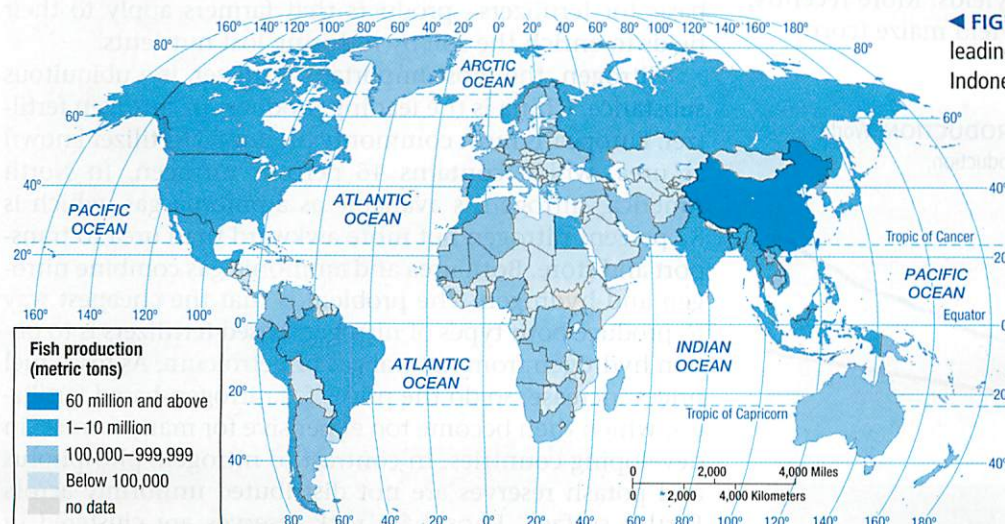 160° 140° 120° 100° 80° 60° 40° 20° 0° 20° 40° 60° 80° 100° 120° 140° 160° 180°
◀ FIG
leadin
Indone
80°
80°
ARCTIC
OCEAN
60°
60°
40°
40°
ATLANTIC
OCEAN
PACIFIC
OCEAN
Tropic of Cancer
20°
20
PACIFIC
OCEAN
160° 140° 120° 100°
Equator
0°
0
INDIAN
OCEAN
ATLANTIC
OCEAN
20°
20
Tropic of Capricorn
40°
40°
Fish production
(metric tons)
60 million and above
1–10 million
100,000–999,999
Below 100,000
no data
0 2,000 4,000 Miles
0 2,000 4,000 Kilometers
80° 60° 40° 20° 0° 20° 40° 60° 80° 100° 120° 140° 160° 180°